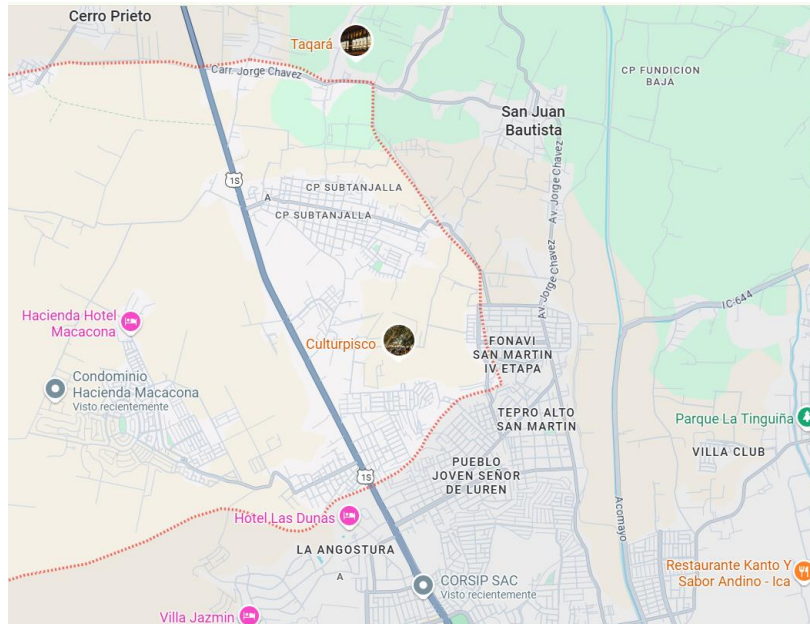 Cerro Prieto
Taqará
Carr. Jorge Chavez
CP FUNDICION
BAJA
San Juan
Bautista
1S
CP SUBTANJALLA
A
CP SUBTANJALLA
Av. Jorge Chavez
Av. Jorge Chavez
IC-644
Hacienda Hotel
Macacona
Culturpisco
FONAVI
SAN MARTIN
IV ETAPA
Condominio
Hacienda Macacona
Visto recientemente
TEPRO ALTO
SAN MARTIN
Parque La Tinguiña
VILLA CLUB
PUEBLO
JOVEN SEÑOR
DE LUREN
1S
Acomayo
Hotel Las Dunas
LA ANGOSTURA
A
CORSIP SAC
Visto recientemente
Restaurante Kanto Y
Sabor Andino - Ica
Villa Jazmin